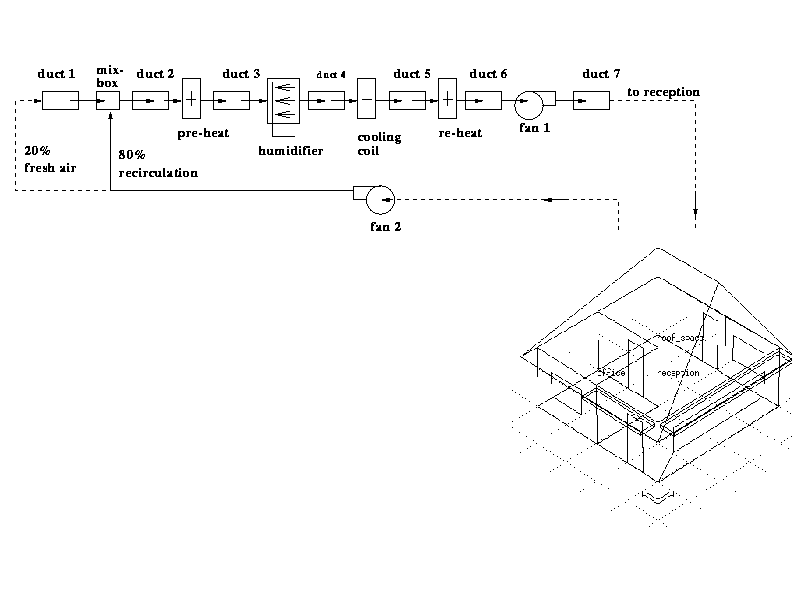 duct 1
mix-
box
duct 2
duct 3
duct 4
duct 5
duct 6
duct 7
to reception
pre-heat
humidifier
cooling
coil
re-heat
fan 1
20%
fresh air
80%
recirculation
fan 2
roof_space
office
reception